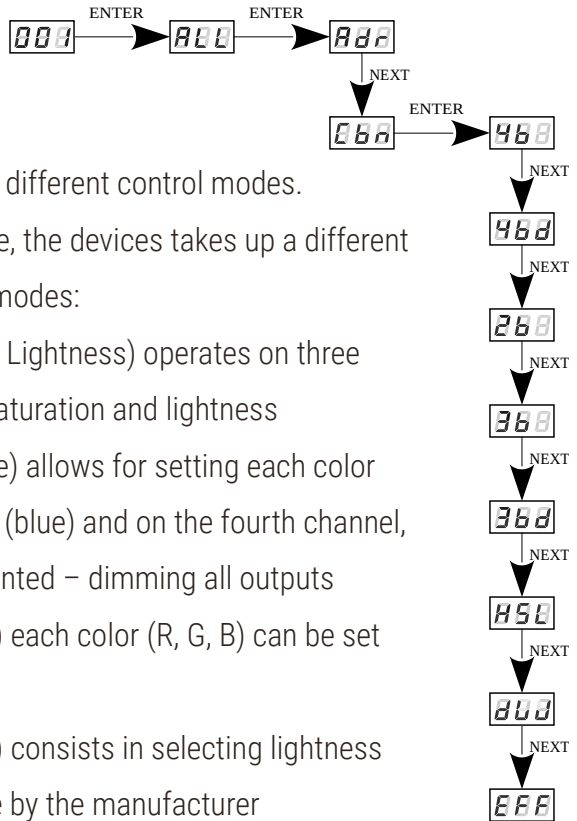 ENTER ENTER
001 ALL Adr
NEXT
ENTER
Cbn 4b
NEXT
different control modes.
4bd
e, the devices takes up a different
NEXT
modes:
2b
Lightness) operates on three
NEXT
aturation and lightness
3b
e) allows for setting each color
NEXT
(blue) and on the fourth channel,
3bd
nted – dimming all outputs
NEXT
) each color (R, G, B) can be set
HSL
NEXT
) consists in selecting lightness
NEXT
e by the manufacturer
EFF